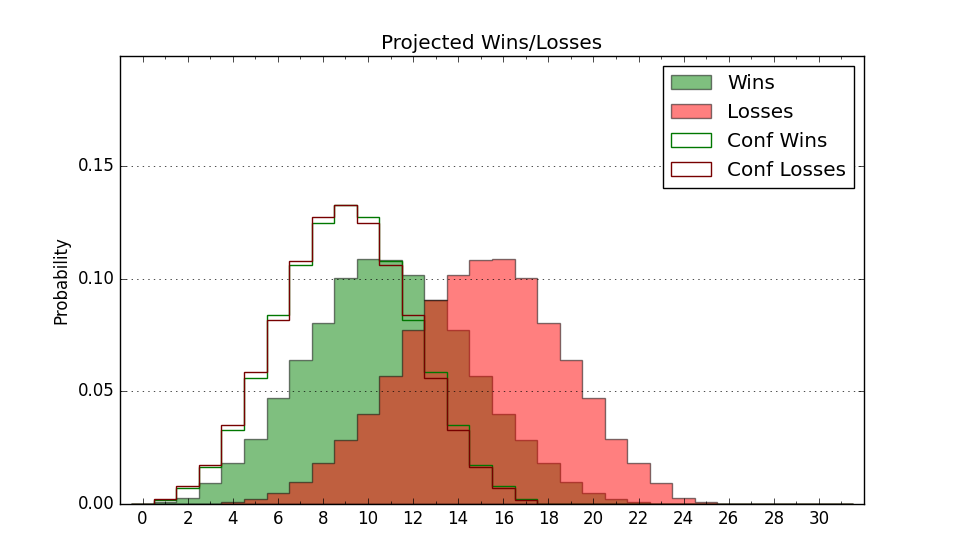 Projected Wins/Losses
Wins
Losses
Conf Wins
Conf Losses
Probability
0.15
0.10
0.05
0.00
0 2 4 6 8 10 12 14 16 18 20 22 24 26 28 30